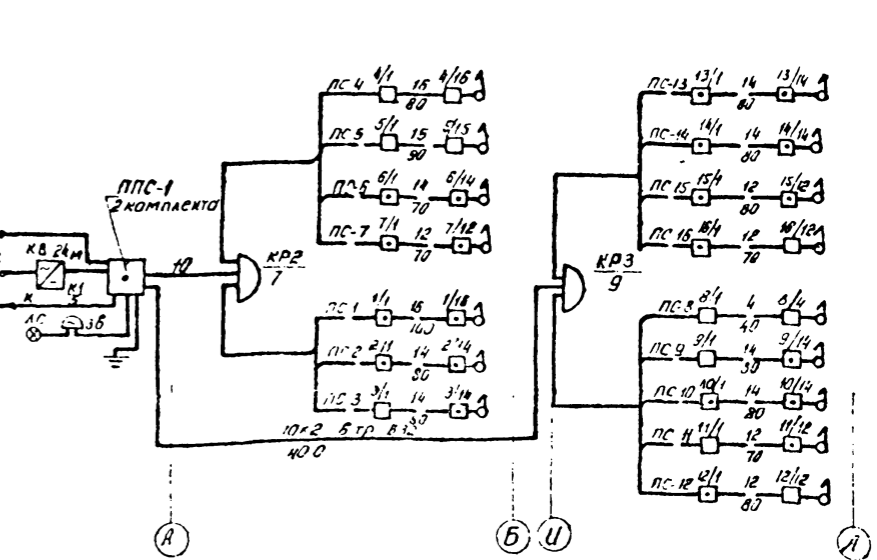 ППС-1
2 комплекта
КВ 24 м
К1
5
К
ЛС
ЗВ
10
КР2
7
ПС-4 4/1 16 4/16
80
ПС-5 5/1 15 5/15
90
ПС-6 6/1 14 6/14
70
ПС-7 7/1 12 7/12
70
ПС-1 1/1 16 1/16
ПС-2 2/1 14 2/14
80
ПС-3 3/1 14 3/14
10х2 в тр.
400
КР3
9
ПС-13 13/1 14 13/14
80
ПС-14 14/1 14 14/14
80
ПС-15 15/1 12 15/12
80
ПС-16 16/1 12 16/12
70
ПС-8 8/1 4 8/4
40
ПС-9 9/1 14 9/14
ПС-10 10/1 14 10/14
80
ПС-11 11/1 12 11/12
70
ПС-12 12/1 12 12/12
80
А
Б
И